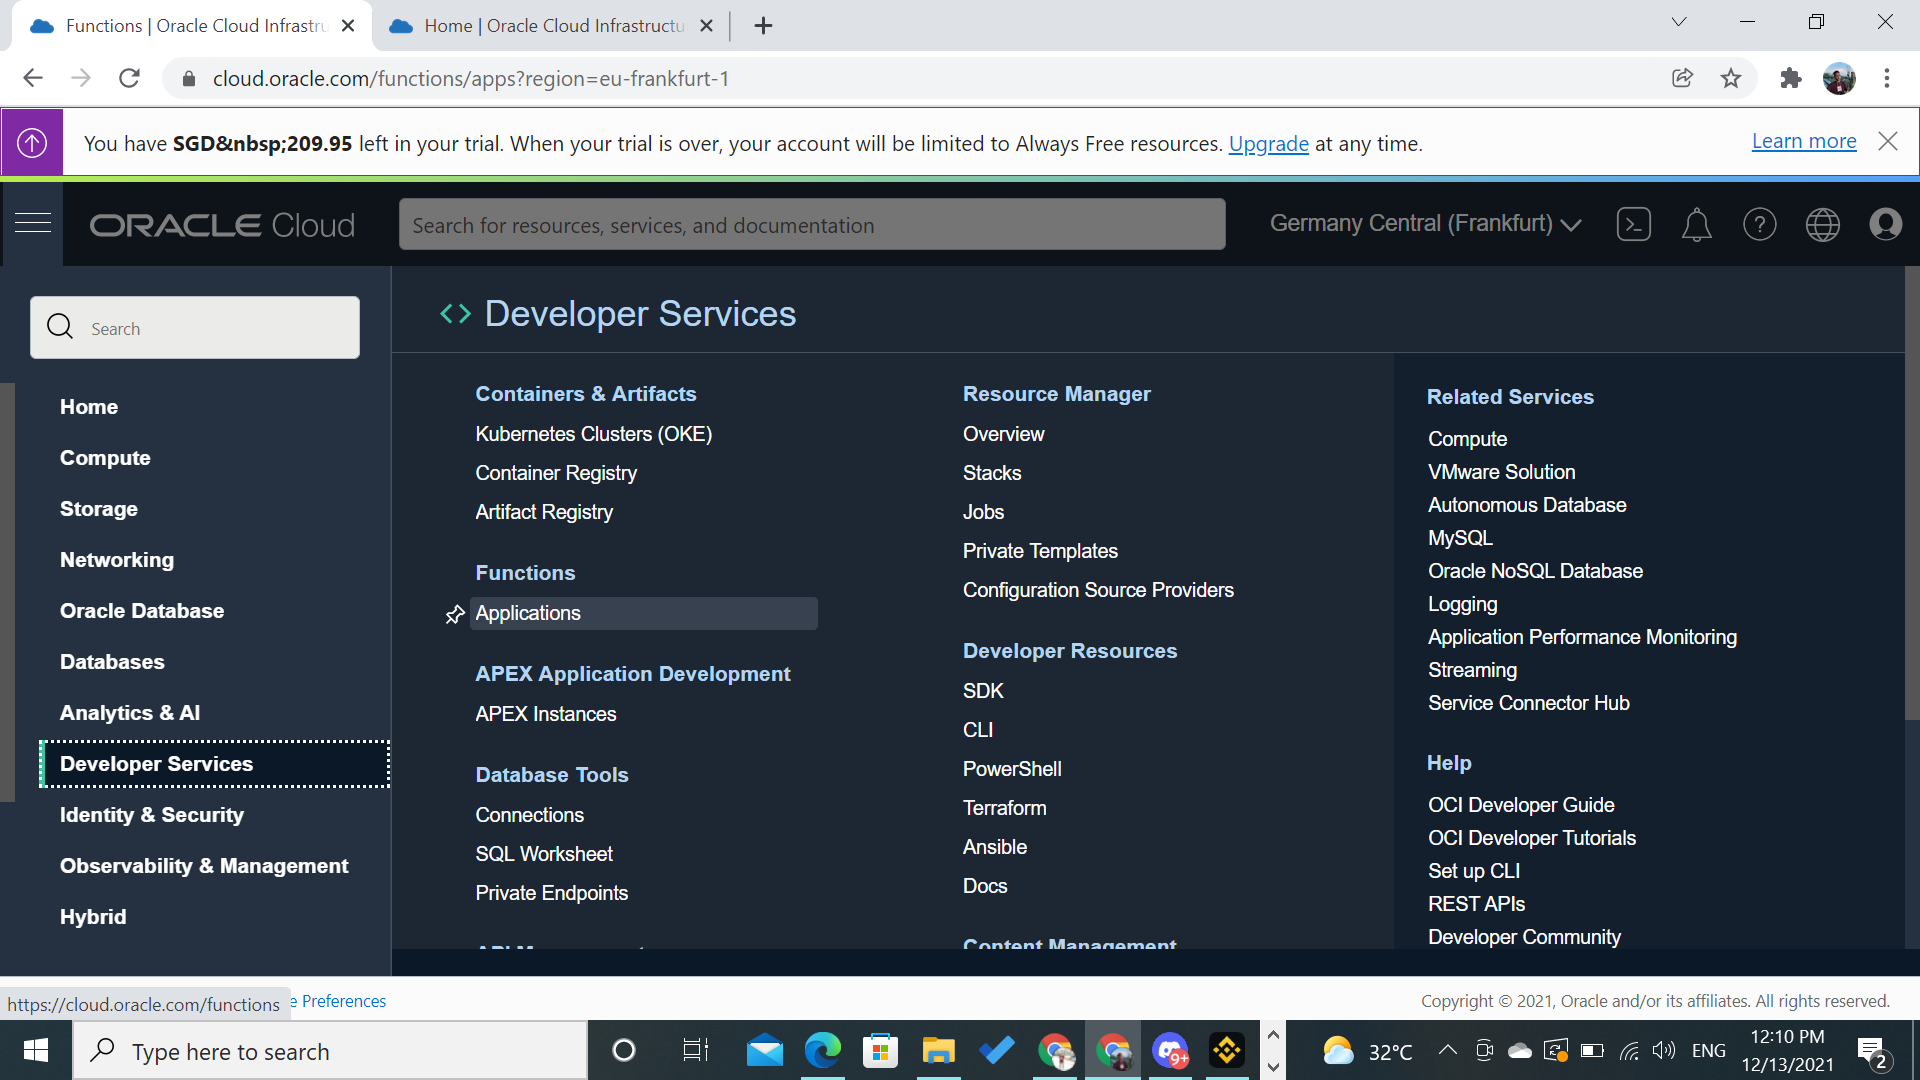 Functions | Oracle Cloud Infrastru
Home | Oracle Cloud Infrastructu
cloud.oracle.com/functions/apps?region=eu-frankfurt-1
You have SGD&nbsp;209.95 left in your trial. When your trial is over, your account will be limited to Always Free resources. Upgrade at any time.
Learn more
ORACLE Cloud
Search for resources, services, and documentation
Germany Central (Frankfurt)
Search
Home
Compute
Storage
Networking
Oracle Database
Databases
Analytics & AI
Developer Services
Identity & Security
Observability & Management
Hybrid
Developer Services
Containers & Artifacts
Kubernetes Clusters (OKE)
Container Registry
Artifact Registry
Functions
Applications
APEX Application Development
APEX Instances
Database Tools
Connections
SQL Worksheet
Private Endpoints
Resource Manager
Overview
Stacks
Jobs
Private Templates
Configuration Source Providers
Developer Resources
SDK
CLI
PowerShell
Terraform
Ansible
Docs
Content Management
Related Services
Compute
VMware Solution
Autonomous Database
MySQL
Oracle NoSQL Database
Logging
Application Performance Monitoring
Streaming
Service Connector Hub
Help
OCI Developer Guide
OCI Developer Tutorials
Set up CLI
REST APIs
Developer Community
https://cloud.oracle.com/functions
e Preferences
Copyright © 2021, Oracle and/or its affiliates. All rights reserved.
Type here to search
9+
32°C
ENG
12:10 PM
12/13/2021
2